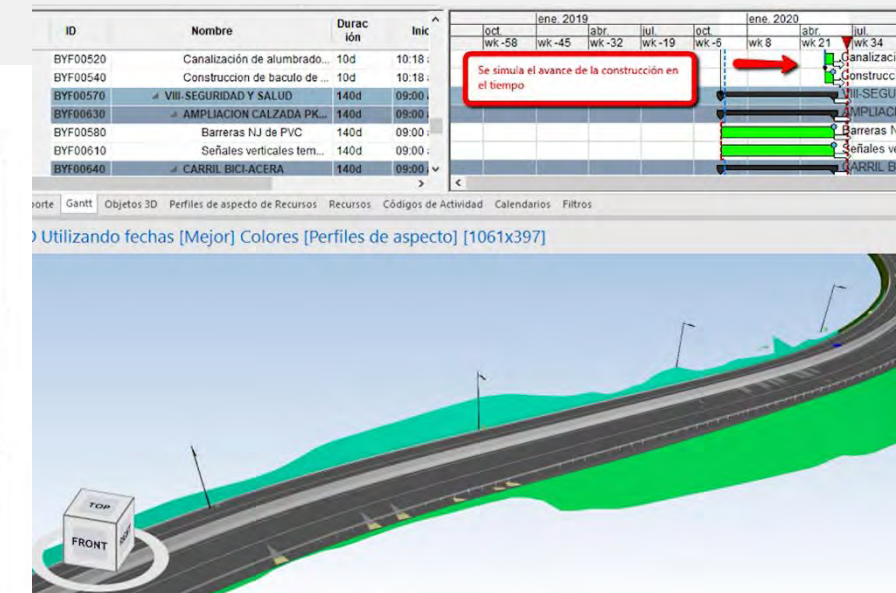 ID Nombre Durac ión Inic
ene. 2019 ene. 2020
oct. abr. jul. oct. abr. jul.
wk -58 wk -45 wk -32 wk -19 wk -6 wk 8 wk 21 wk 34
BYF00520 Canalización de alumbrado... 10d 10:18 Canalizaci
BYF00540 Construccion de baculo de ... 10d 10:18 Construcc
BYF00570 VIII-SEGURIDAD Y SALUD 140d 09:00 VIII-SEGU
BYF00630 AMPLIACION CALZADA PK... 140d 09:00 AMPLIACI
BYF00580 Barreras NJ de PVC 140d 09:00 Barreras N
BYF00610 Señales verticales tem... 140d 09:00 Señales ve
BYF00640 CARRIL BICI-ACERA 140d 09:00 CARRIL B
Se simula el avance de la construcción en
el tiempo
orte Gantt Objetos 3D Perfiles de aspecto de Recursos Recursos Códigos de Actividad Calendarios Filtros
Utilizando fechas [Mejor] Colores [Perfiles de aspecto] [1061x397]
TOP
FRONT